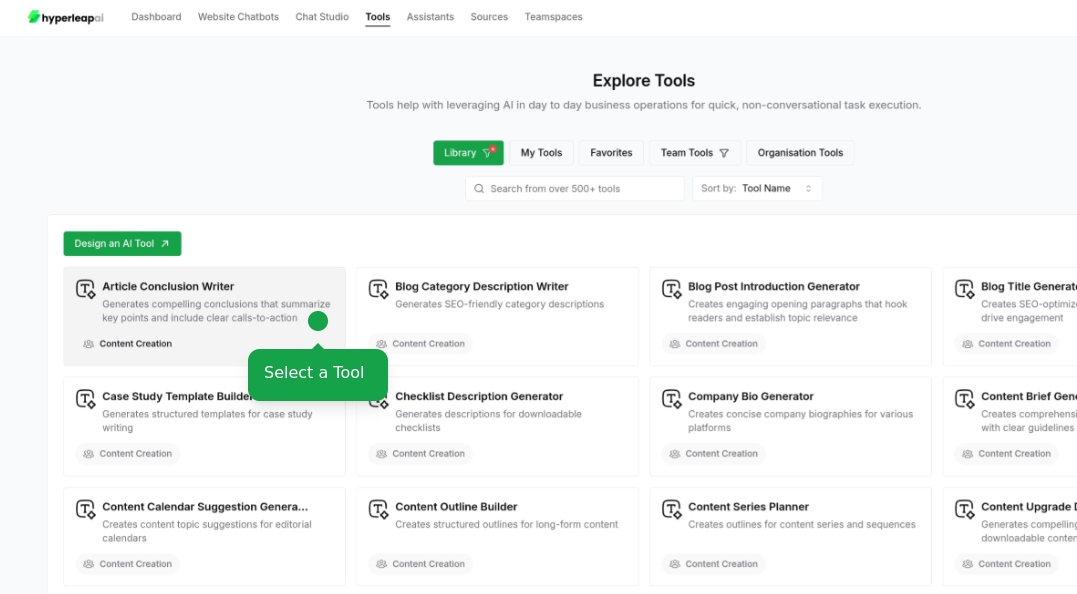 hyperleapai
Dashboard Website Chatbots Chat Studio Tools Assistants Sources Teamspaces
Explore Tools
Tools help with leveraging AI in day to day business operations for quick, non-conversational task execution.
Library My Tools Favorites Team Tools Organisation Tools
Search from over 500+ tools Sort by: Tool Name
Design an AI Tool
Article Conclusion Writer
Generates compelling conclusions that summarize
key points and include clear calls-to-action
Content Creation
Blog Category Description Writer
Generates SEO-friendly category descriptions
Content Creation
Blog Post Introduction Generator
Creates engaging opening paragraphs that hook
readers and establish topic relevance
Content Creation
Blog Title Generat
Creates SEO-optimiz
drive engagement
Content Creation
Select a Tool
Case Study Template Builder
Generates structured templates for case study
writing
Content Creation
Checklist Description Generator
Generates descriptions for downloadable
checklists
Content Creation
Company Bio Generator
Creates concise company biographies for various
platforms
Content Creation
Content Brief Gen
Creates comprehensi
with clear guidelines
Content Creation
Content Calendar Suggestion Genera...
Creates content topic suggestions for editorial
calendars
Content Creation
Content Outline Builder
Creates structured outlines for long-form content
Content Creation
Content Series Planner
Creates outlines for content series and sequences
Content Creation
Content Upgrade D
Generates compelling
downloadable conten
Content Creation